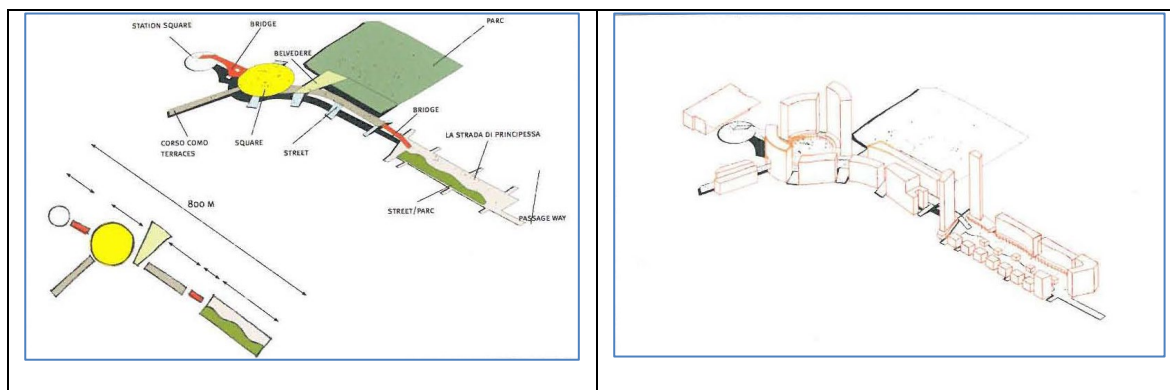 STATION SQUARE
BRIDGE
PARC
BELVEDERE
BRIDGE
LA STRADA DI PRINCIPESSA
CORSO COMO
TERRACES
SQUARE
STREET
STREET/PARC
PASSAGE WAY
800 M